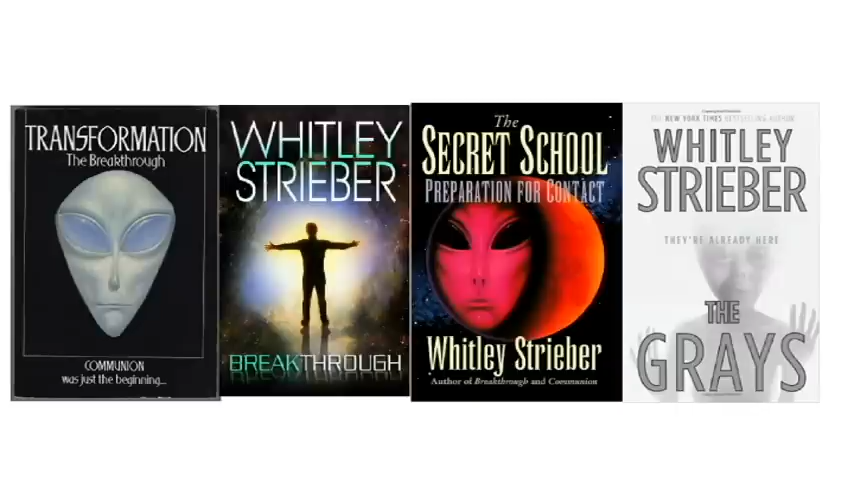 TRANSFORMATION
The Breakthrough
COMMUNION
was just the beginning...
WHITLEY
STRIEBER
BREAKTHROUGH
The
SECRET SCHOOL
PREPARATION FOR CONTACT
Whitley Strieber
Author of Breakthrough and Communion
THE NEW YORK TIMES BESTSELLING AUTHOR
WHITLEY
STRIEBER
THEY'RE ALREADY HERE
THE
GRAYS